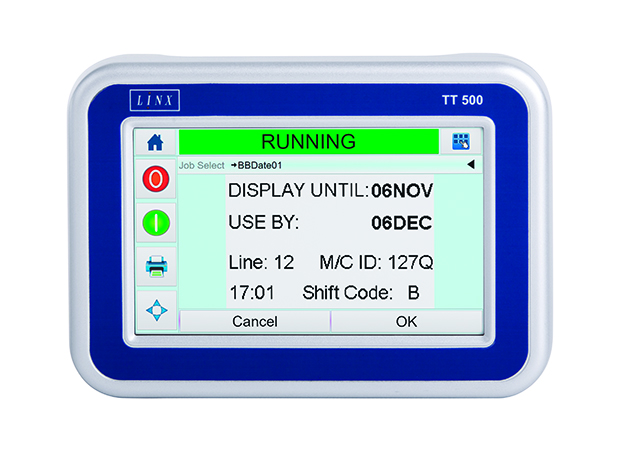 LINX
TT 500
RUNNING
Job Select ➔BBDate01
DISPLAY UNTIL:06NOV
USE BY: 06DEC
Line: 12 M/C ID: 127Q
17:01 Shift Code: B
Cancel OK